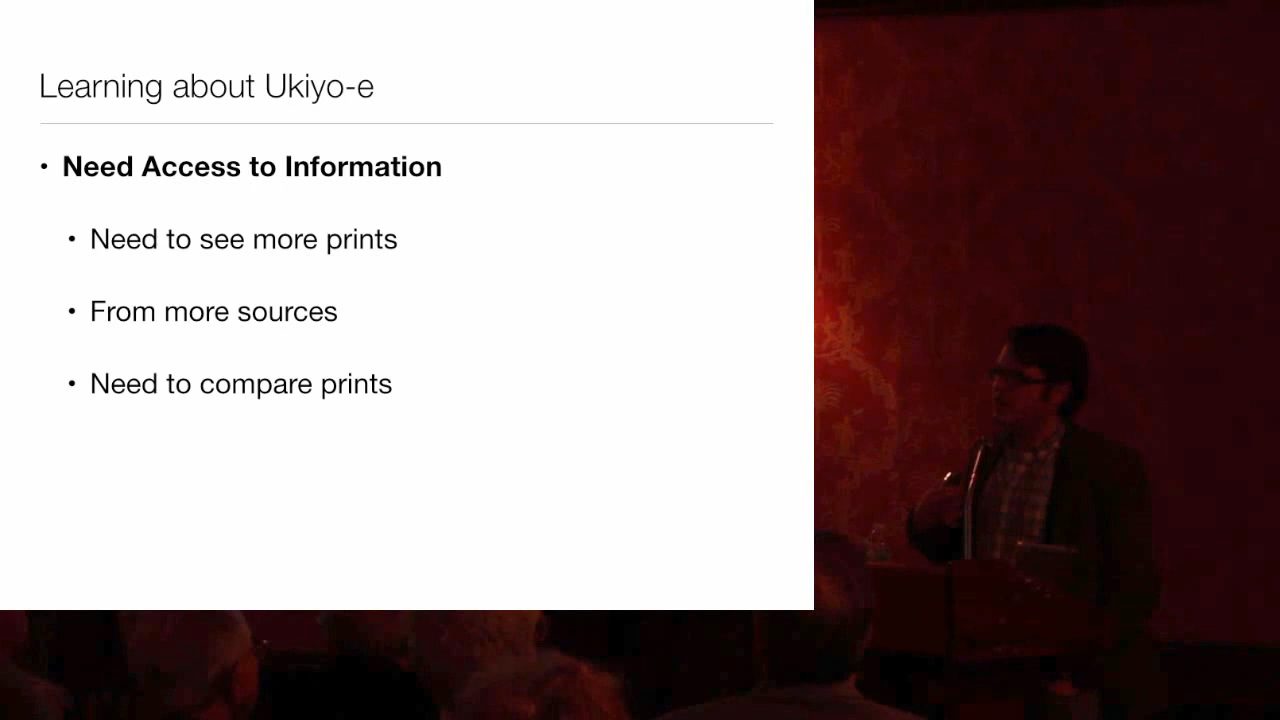 Learning about Ukiyo-e
• Need Access to Information
• Need to see more prints
• From more sources
• Need to compare prints